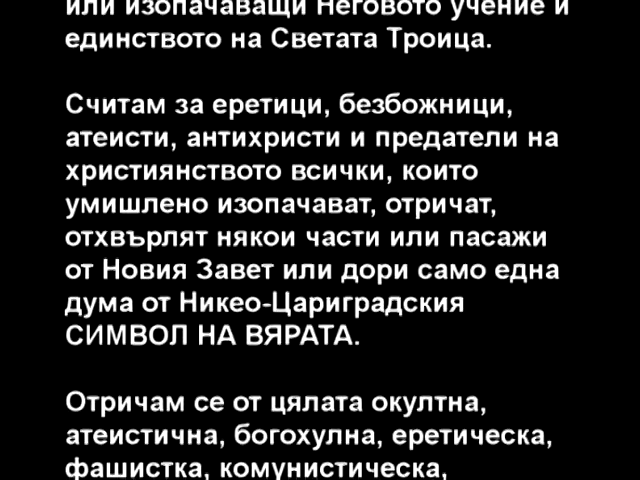 или изопачаващи Неговото учение и
единството на Светата Троица.
Считам за еретици, безбожници,
атеисти, антихристи и предатели на
християнството всички, които
умишлено изопачават, отричат,
отхвърлят някои части или пасажи
от Новия Завет или дори само една
дума от Никео-Цариградския
СИМВОЛ НА ВЯРАТА.
Отричам се от цялата окултна,
атеистична, богохулна, еретическа,
фашистка, комунистическа,